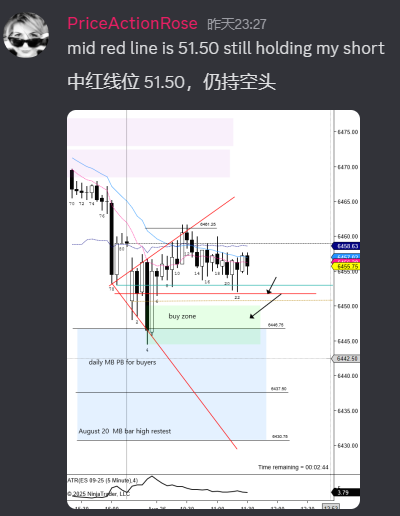 PriceActionRose 昨天23:27
mid red line is 51.50 still holding my short
中红线位 51.50，仍持空头
6475.00
6470.00
6465.00
6461.25
6460.00
6458.63
6455.75
6450.00
buy zone
6446.75
6445.00
6442.50
daily MB PB for buyers
6440.00
6437.50
6435.00
August 20 MB bar high restest
6430.75
6430.00
Time remaining = 00:02:44
ATR(ES 09-25 (5 Minute),4)
© 2025 NinjaTrader, LLC
3.79